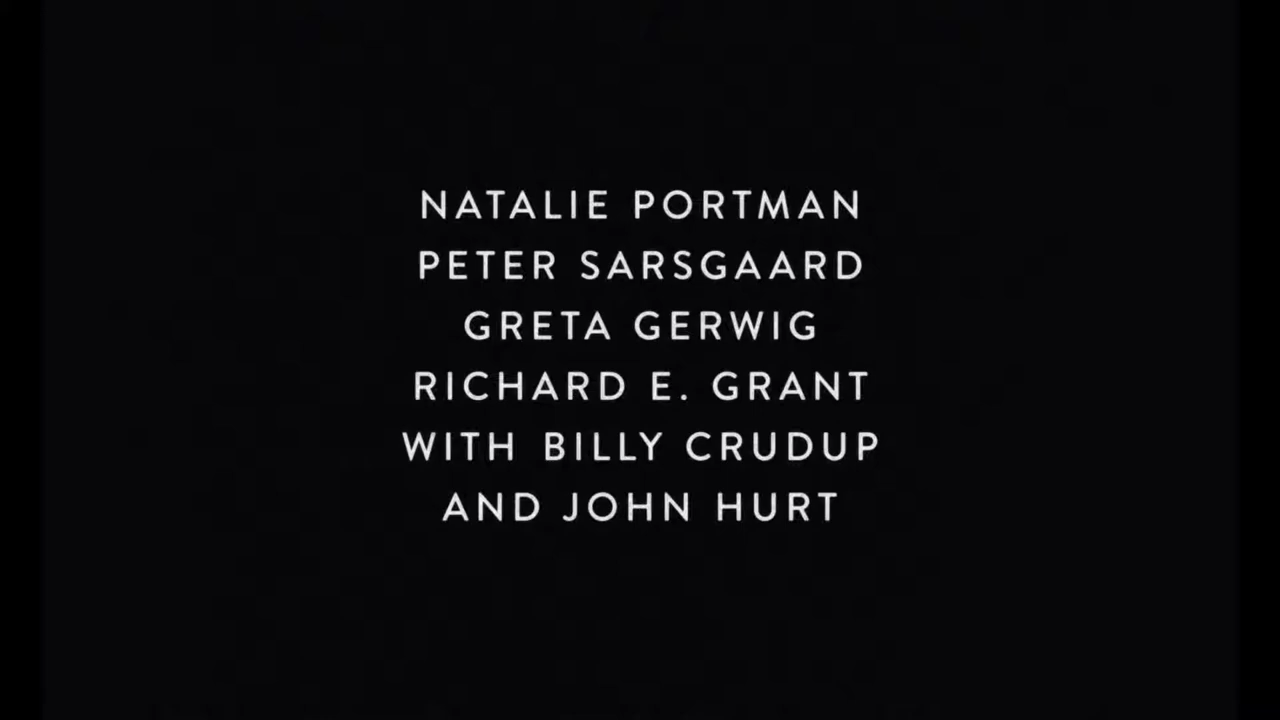 NATALIE PORTMAN
PETER SARSGAARD
GRETA GERWIG
RICHARD E. GRANT
WITH BILLY CRUDUP
AND JOHN HURT